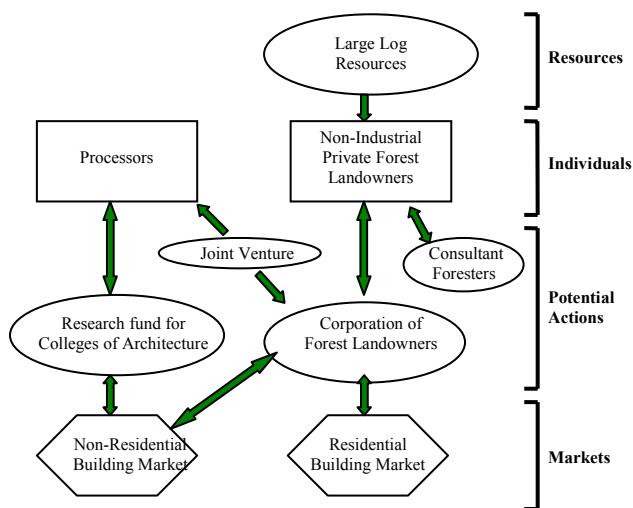 Large Log
Resources
Resources
Processors
Non-Industrial
Private Forest
Landowners
Individuals
Joint Venture
Consultant
Foresters
Potential
Actions
Research fund for
Colleges of Architecture
Corporation of
Forest Landowners
Non-Residential
Building Market
Residential
Building Market
Markets